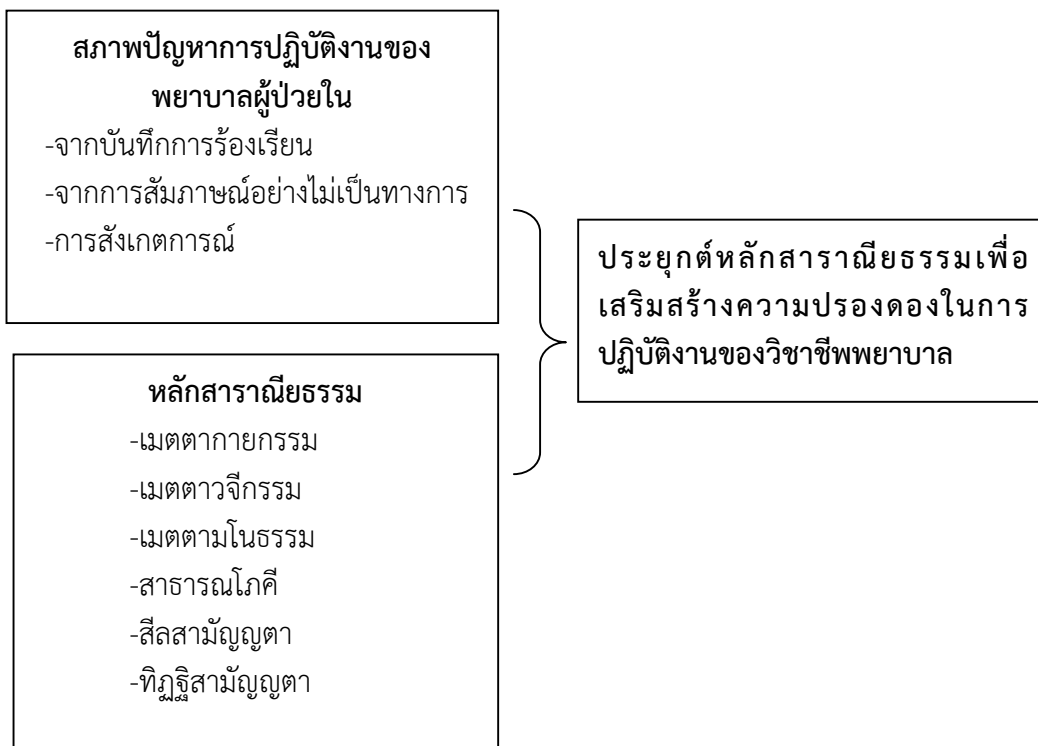 สภาพปัญหาการปฏิบัติงานของ
พยาบาลผู้ป่วยใน
-จากบันทึกการร้องเรียน
-จากการสัมภาษณ์อย่างไม่เป็นทางการ
-การสังเกตการณ์
ประยุกต์หลักสาราณียธรรมเพื่อ
เสริมสร้างความปรองดองในการ
ปฏิบัติงานของวิชาชีพพยาบาล
หลักสาราณียธรรม
-เมตตากายกรรม
-เมตตาวจีกรรม
-เมตตามโนธรรม
-สาธารณโภคี
-สีลสามัญญตา
-ทิฏฐิสามัญญตา